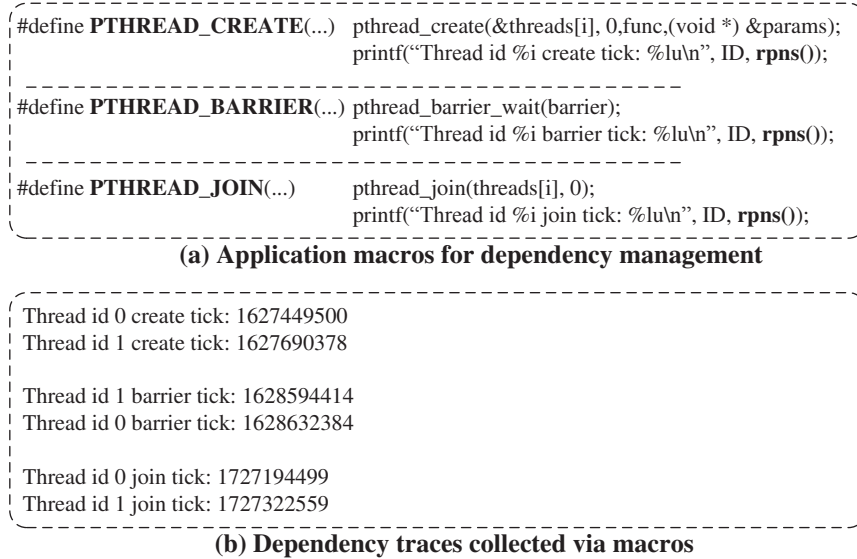 #define PTHREAD_CREATE(...) pthread_create(&threads[i], 0,func,(void *) &params);
printf(“Thread id %i create tick: %lu\n”, ID, rpns());
#define PTHREAD_BARRIER(...) pthread_barrier_wait(barrier);
printf(“Thread id %i barrier tick: %lu\n”, ID, rpns());
#define PTHREAD_JOIN(...) pthread_join(threads[i], 0);
printf(“Thread id %i join tick: %lu\n”, ID, rpns());
(a) Application macros for dependency management
Thread id 0 create tick: 1627449500
Thread id 1 create tick: 1627690378
Thread id 1 barrier tick: 1628594414
Thread id 0 barrier tick: 1628632384
Thread id 0 join tick: 1727194499
Thread id 1 join tick: 1727322559
(b) Dependency traces collected via macros